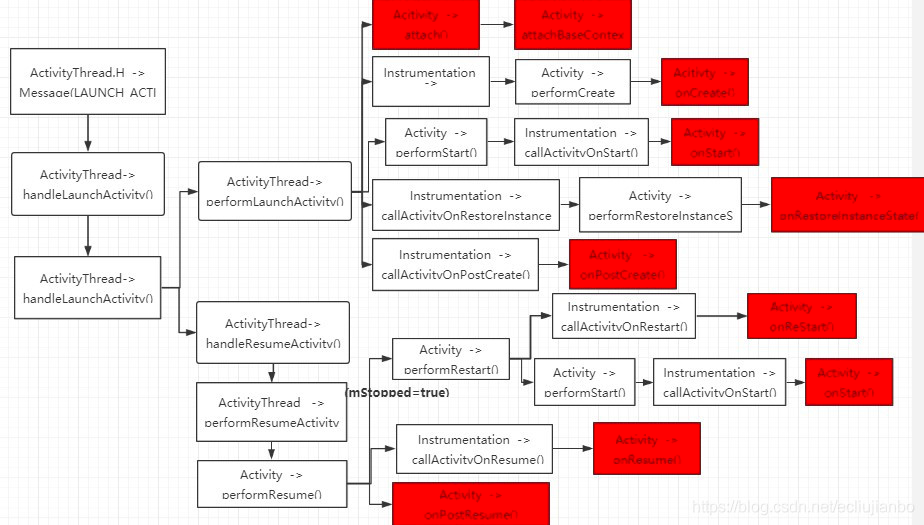 ActivityThread.H ->
Message(LAUNCH_ACTI
ActivityThread->
handleLaunchActivity()
ActivityThread->
handleLaunchActivity()
ActivityThread->
performLaunchActivity()
Acitivity ->
attach()
Activity ->
attachBaseContex
Instrumentation
->
Activity ->
performCreate
Acitivity ->
onCreate()
Activity ->
performStart()
Instrumentation ->
callActivityOnStart()
Activity ->
onStart()
Instrumentation ->
callActivityOnRestoreInstance
Activity ->
performRestoreInstanceS
Activity ->
onRestoreInstanceState(
Instrumentation ->
callActivityOnPostCreate()
Activity ->
onPostCreate()
ActivityThread->
handleResumeActivity()
ActivityThread ->
performResumeActivity
Activity ->
performResume()
(mStopped=true)
Activity ->
performRestart()
Instrumentation ->
callActivityOnRestart()
Activity ->
onReStart()
Activity ->
performStart()
Instrumentation ->
callActivityOnStart()
Activity ->
onStart()
Instrumentation ->
callActivityOnResume()
Activity ->
onResume()
Activity ->
onPostResume()
https://blog.csdn.net/ecliujianbo